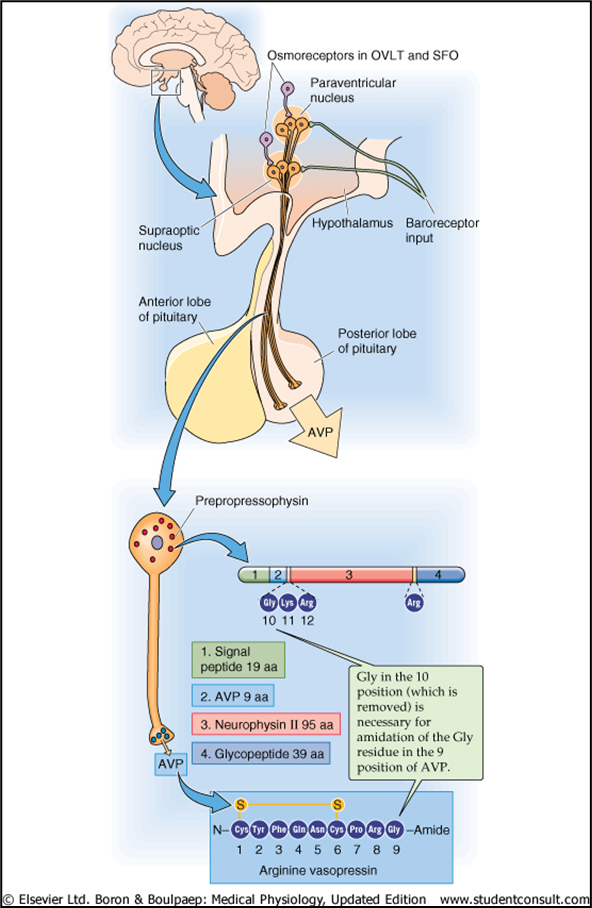 Osmoreceptors in OVLT and SFO
Paraventricular
nucleus
Supraoptic
nucleus
Hypothalamus
Baroreceptor
input
Anterior lobe
of pituitary
Posterior lobe
of pituitary
AVP
Prepropressophysin
1 2 3 4
Gly Lys Arg Arg
10 11 12
1. Signal
peptide 19 aa
2. AVP 9 aa
3. Neurophysin II 95 aa
4. Glycopeptide 39 aa
Gly in the 10
position (which is
removed) is
necessary for
amidation of the Gly
residue in the 9
position of AVP.
AVP
S S
N– Cys Tyr Phe Gln Asn Cys Pro Arg Gly –Amide
1 2 3 4 5 6 7 8 9
Arginine vasopressin
© Elsevier Ltd. Boron & Boulpaep: Medical Physiology, Updated Edition www.studentconsult.com